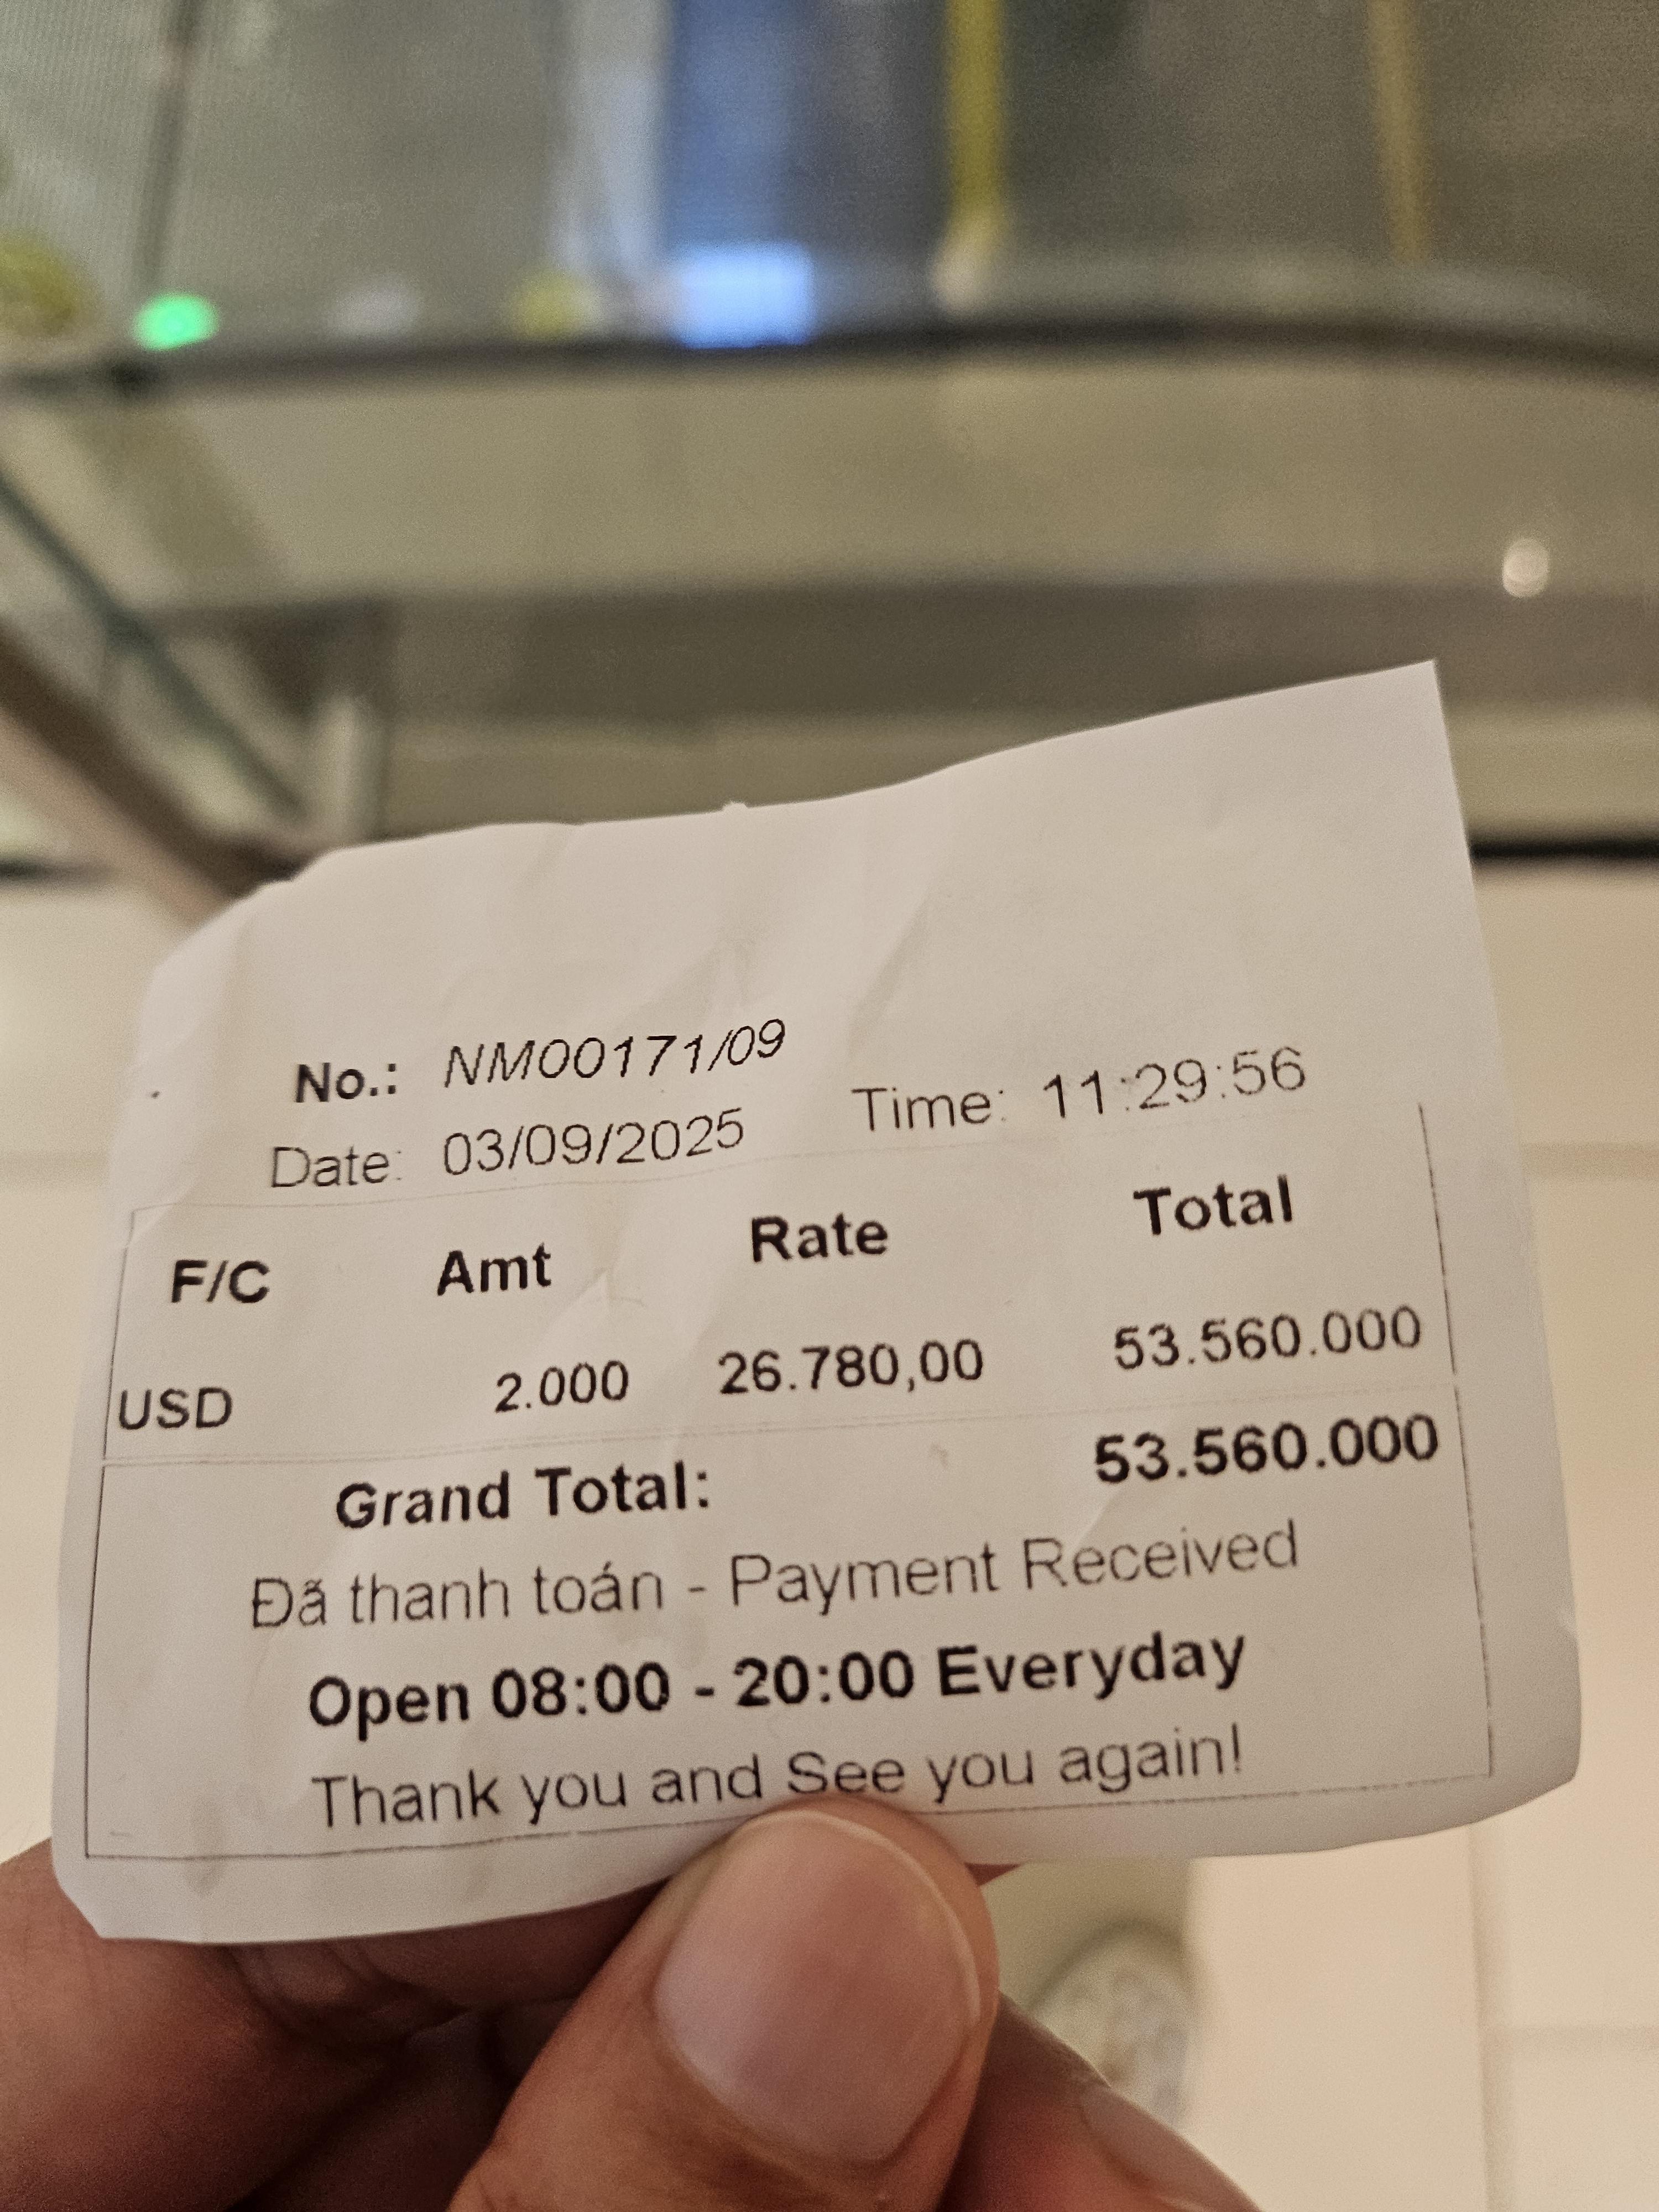 No.: NM00171/09
Date: 03/09/2025 Time: 11:29:56
F/C Amt Rate Total
USD 2.000 26.780,00 53.560.000
Grand Total: 53.560.000
Đã thanh toán - Payment Received
Open 08:00 - 20:00 Everyday
Thank you and See you again!